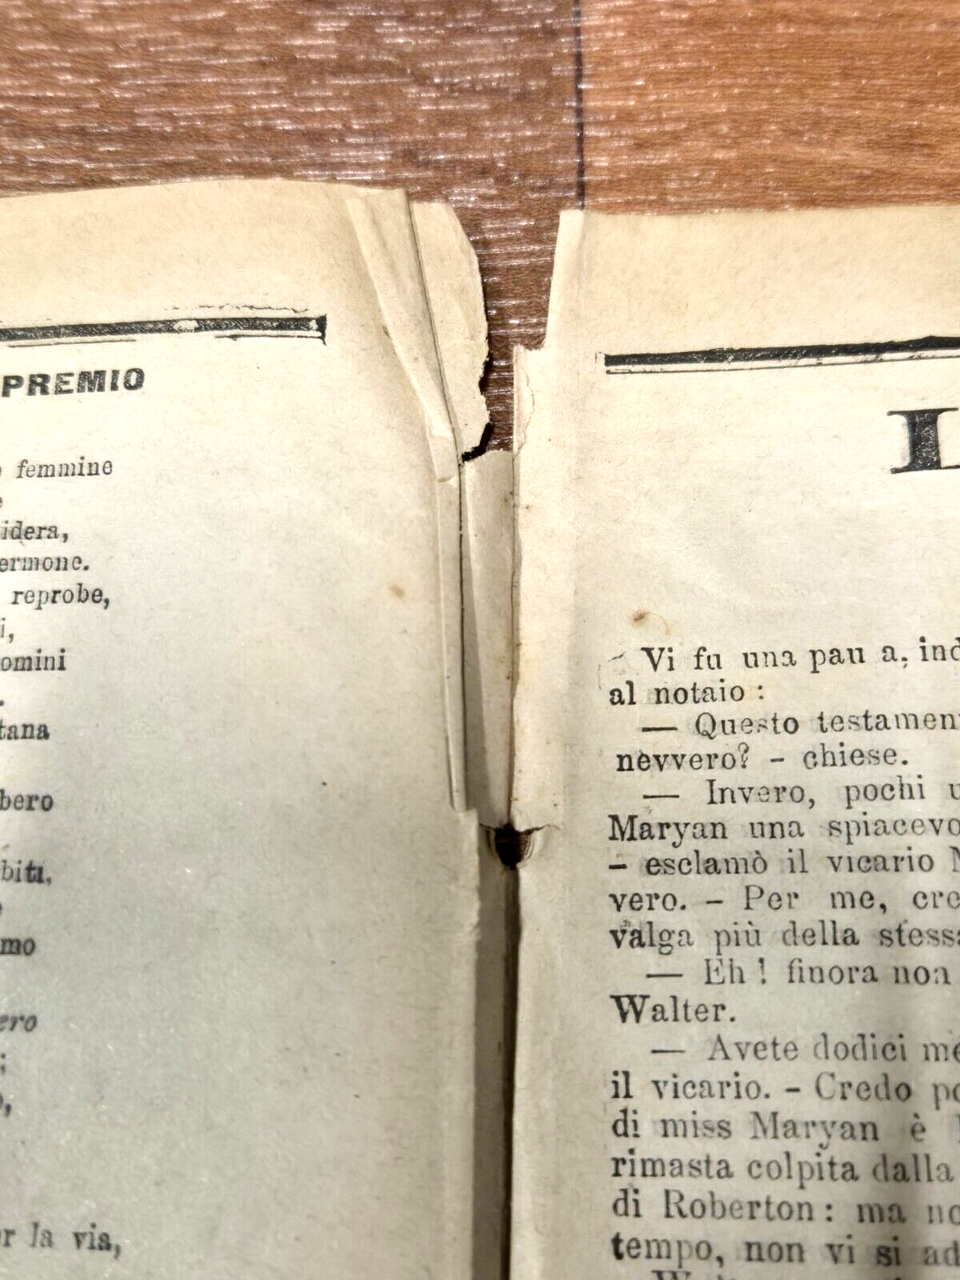 PREMIO
femmine
idera,
ermone.
reprobe,
i,
omini
tana
bero
biti,
mo
ero
;
,
r la via,
L
Vi fu una pau a, ind
al notaio :
— Questo testamen
nevvero? - chiese.
— Invero, pochi
Maryan una spiacevo
- esclamò il vicario
vero. - Per me, cre
valga più della stessa
— Eh ! finora non
Walter.
— Avete dodici me
il vicario. - Credo po
di miss Maryan è
rimasta colpita dalla
di Roberton : ma no
tempo, non vi si ad